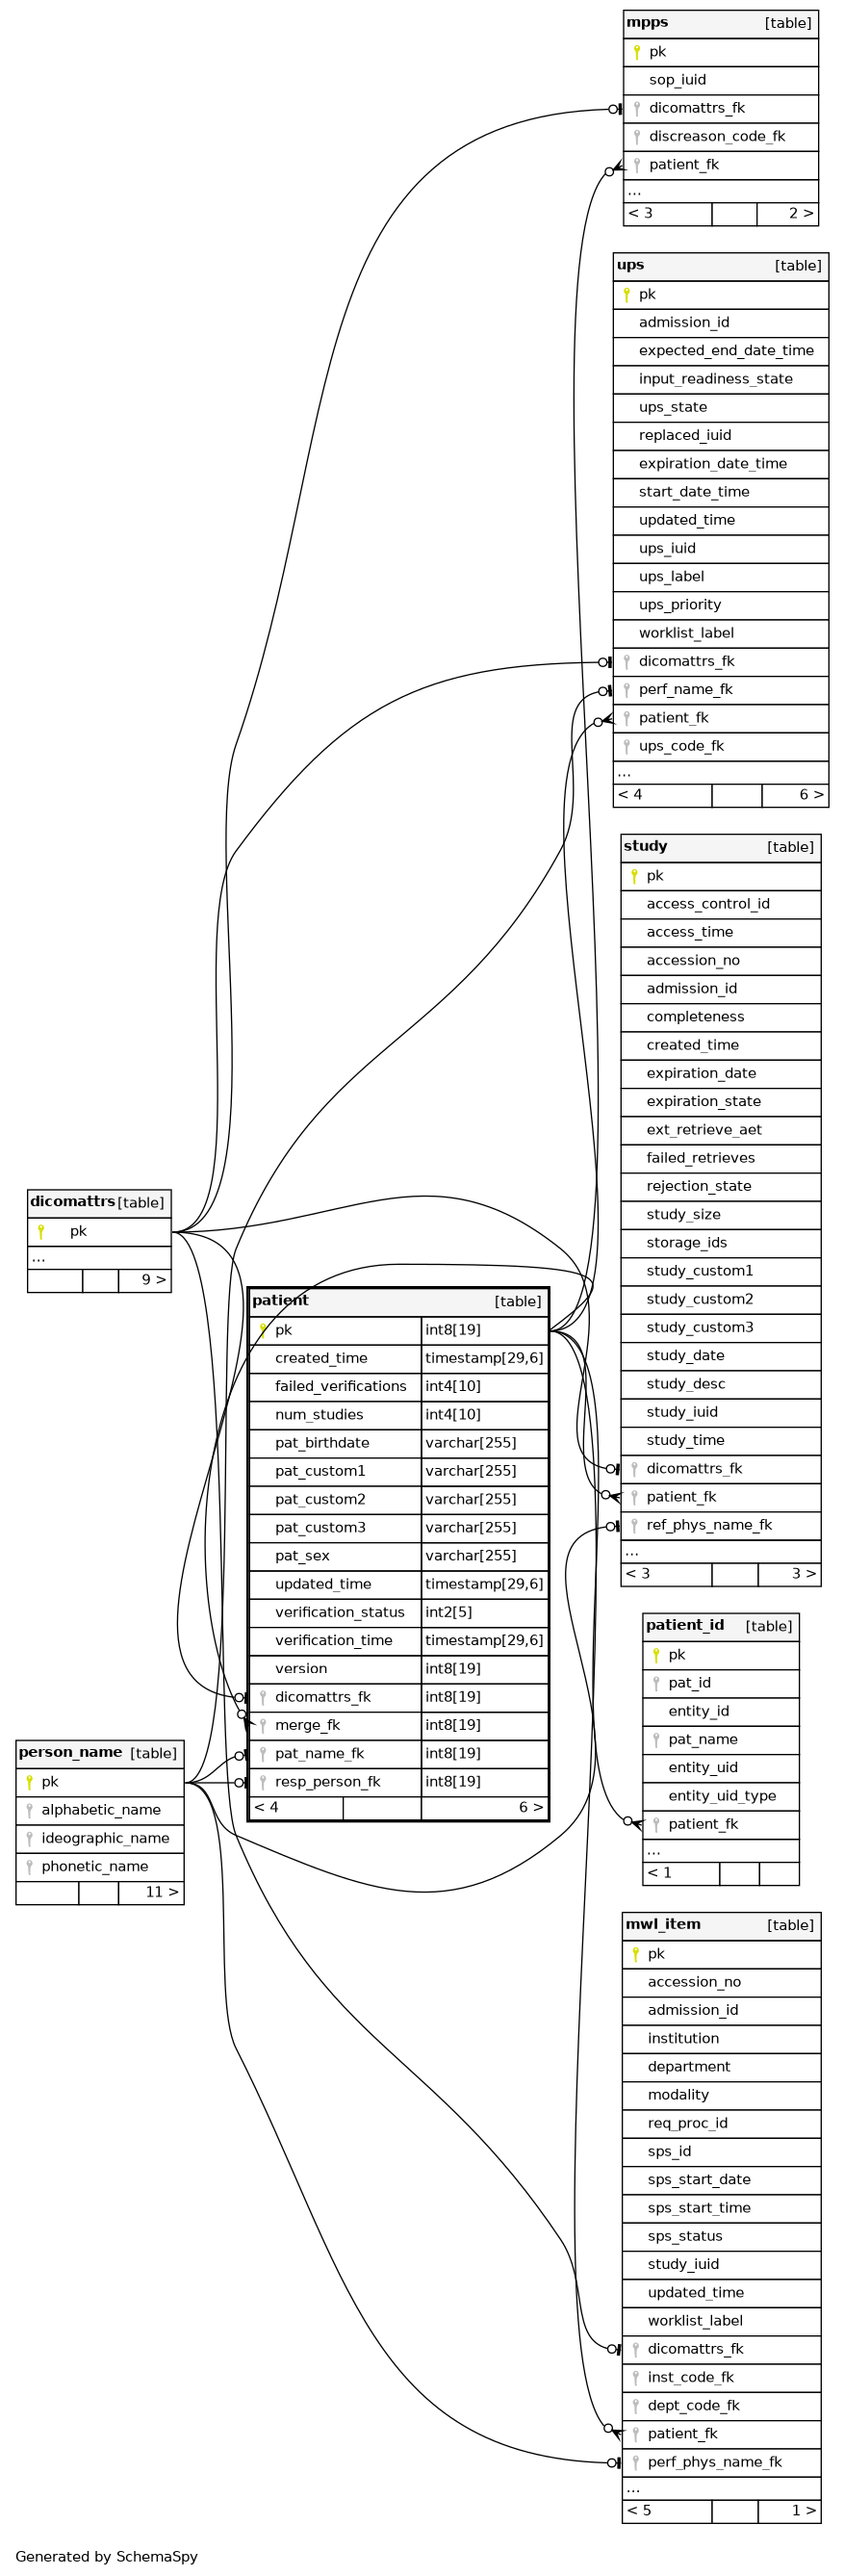 mpps [table]
pk
sop_iuid
dicomattrs_fk
discreason_code_fk
patient_fk
...
< 3 2 >
ups [table]
pk
admission_id
expected_end_date_time
input_readiness_state
ups_state
replaced_iuid
expiration_date_time
start_date_time
updated_time
ups_iuid
ups_label
ups_priority
worklist_label
dicomattrs_fk
perf_name_fk
patient_fk
ups_code_fk
...
< 4 6 >
study [table]
pk
access_control_id
access_time
accession_no
admission_id
completeness
created_time
expiration_date
expiration_state
ext_retrieve_aet
failed_retrieves
rejection_state
study_size
storage_ids
study_custom1
study_custom2
study_custom3
study_date
study_desc
study_iuid
study_time
dicomattrs_fk
patient_fk
ref_phys_name_fk
...
< 3 3 >
dicomattrs [table]
pk
...
9 >
patient [table]
pk int8[19]
created_time timestamp[29,6]
failed_verifications int4[10]
num_studies int4[10]
pat_birthdate varchar[255]
pat_custom1 varchar[255]
pat_custom2 varchar[255]
pat_custom3 varchar[255]
pat_sex varchar[255]
updated_time timestamp[29,6]
verification_status int2[5]
verification_time timestamp[29,6]
version int8[19]
dicomattrs_fk int8[19]
merge_fk int8[19]
pat_name_fk int8[19]
resp_person_fk int8[19]
< 4 6 >
person_name [table]
pk
alphabetic_name
ideographic_name
phonetic_name
11 >
patient_id [table]
pk
pat_id
entity_id
pat_name
entity_uid
entity_uid_type
patient_fk
...
< 1
mwl_item [table]
pk
accession_no
admission_id
institution
department
modality
req_proc_id
sps_id
sps_start_date
sps_start_time
sps_status
study_iuid
updated_time
worklist_label
dicomattrs_fk
inst_code_fk
dept_code_fk
patient_fk
perf_phys_name_fk
...
< 5 1 >
Generated by SchemaSpy